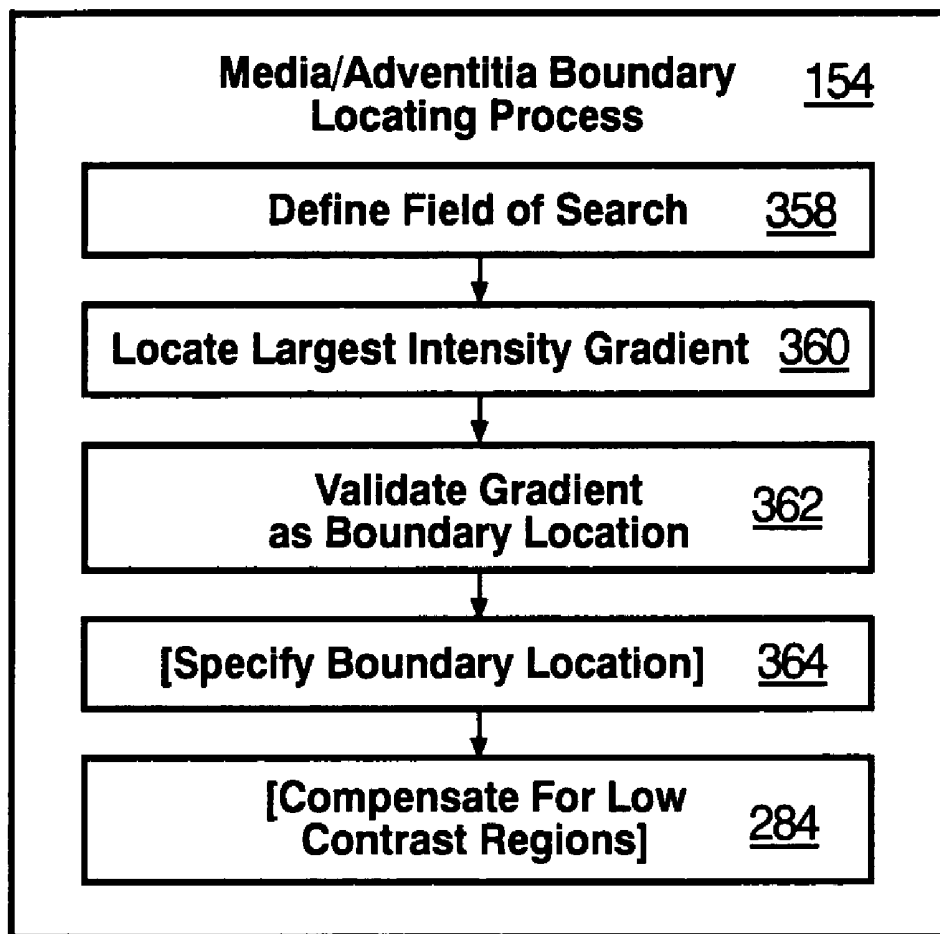 Media/Adventitia Boundary 154
Locating Process
Define Field of Search 358
Locate Largest Intensity Gradient 360
Validate Gradient 362
as Boundary Location
[Specify Boundary Location] 364
[Compensate For Low 284
Contrast Regions]